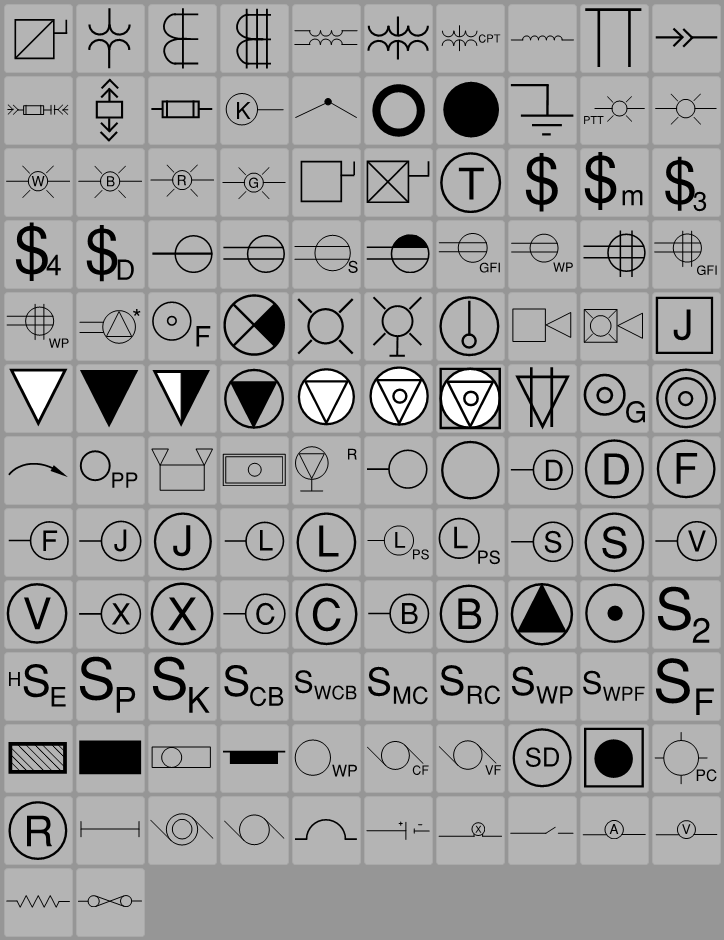 CPT
K
PTT
W B R G T $ $m $3
$4 $D S GFI WP GFI
WP * F J
G
PP R D D F
F J J L L PS L PS S S V
V X X C C B B S2
HSE SP SK SCB SWCB SMC SRC SWP SWPF SF
WP CF VF SD PC
R + - X A V